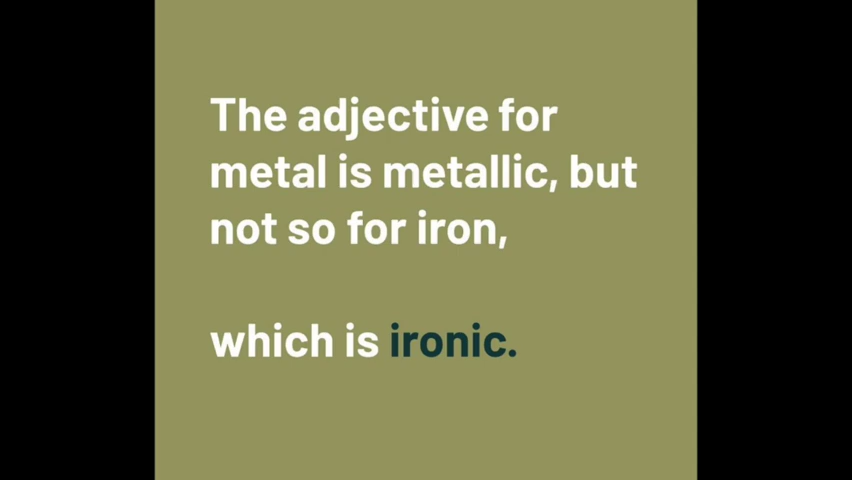 The adjective for
metal is metallic, but
not so for iron,
which is ironic.